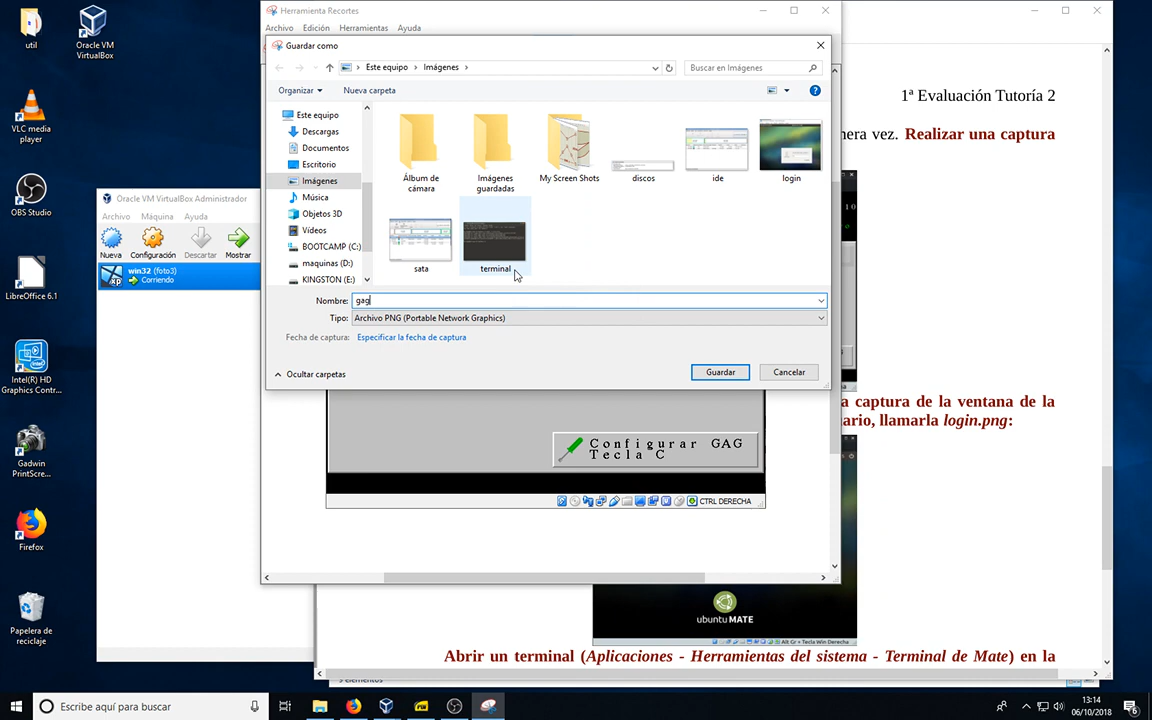 util
Oracle VM
VirtualBox
VLC media
player
OBS Studio
LibreOffice 6.1
Intel(R) HD
Graphics Contr...
Gadwin
PrintScre...
Firefox
Papelera de
reciclaje
Oracle VM VirtualBox Administrador
Archivo Máquina Ayuda
Nueva Configuración Descartar Mostrar
win32 (foto3)
Corriendo
Herramienta Recortes
Archivo Edición Herramientas Ayuda
Guardar como
Este equipo > Imágenes >
Buscar en Imágenes
Organizar Nueva carpeta
Este equipo
Descargas
Documentos
Escritorio
Imágenes
Música
Objetos 3D
Vídeos
BOOTCAMP (C:)
maquinas (D:)
KINGSTON (E:)
Álbum de
cámara
Imágenes
guardadas
My Screen Shots
discos
ide
login
sata
terminal
Nombre: gag
Tipo: Archivo PNG (Portable Network Graphics)
Fecha de captura: Especificar la fecha de captura
Ocultar carpetas
Guardar Cancelar
Configurar GAG
Tecla C
CTRL DERECHA
1ª Evaluación Tutoría 2
nera vez. Realizar una captura
a captura de la ventana de la
ario, llamarla login.png:
ubuntu MATE
Alt Gr + Tecla Win Derecha
Abrir un terminal (Aplicaciones - Herramientas del sistema - Terminal de Mate) en la
Escribe aquí para buscar
13:14
06/10/2018
6